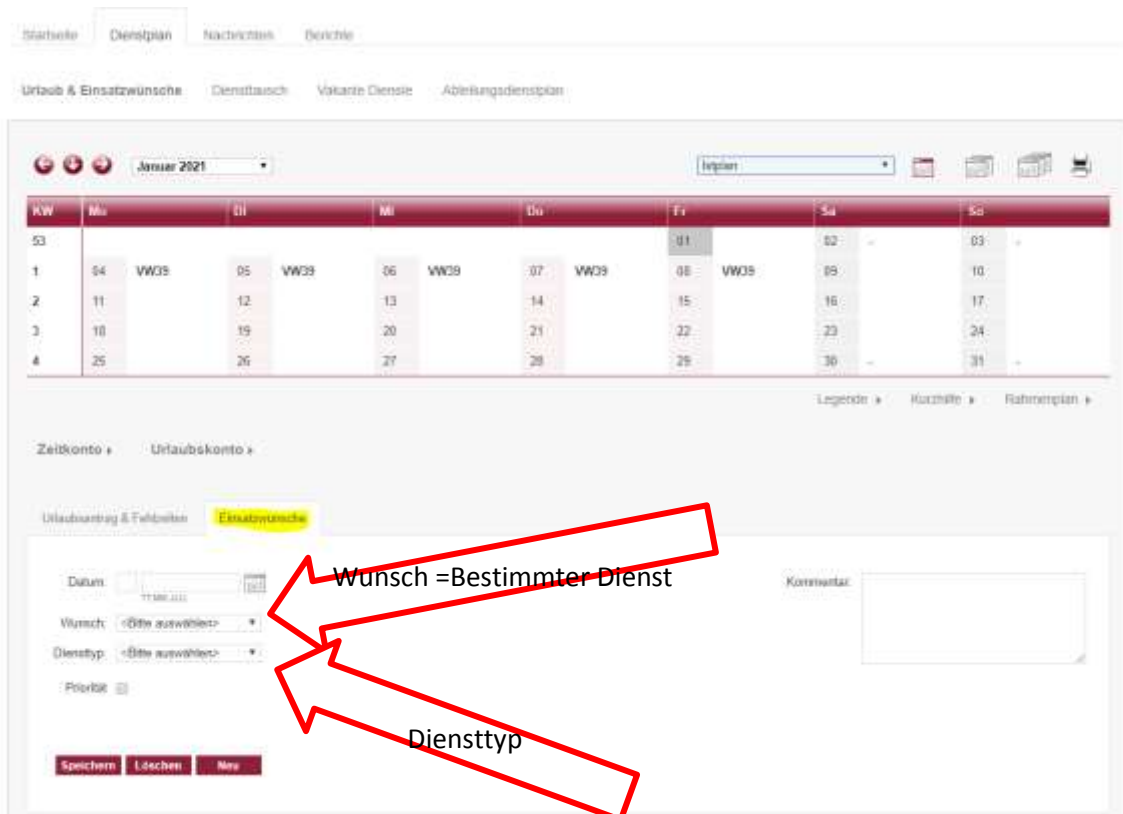 Startseite Dienstplan Nachrichten Berichte
Urlaub & Einsatzwünsche Diensttausch Vakante Dienste Abteilungsdienstplan
Januar 2021 Istplan
KW Mo Di Mi Do Fr Sa So
53 01 02 - 03 -
1 04 VW39 05 VW39 06 VW39 07 VW39 08 VW39 09 10
2 11 12 13 14 15 16 17
3 18 19 20 21 22 23 24
4 25 26 27 28 29 30 - 31 -
Legende Kurzhilfe Rahmenplan
Zeitkonto Urlaubskonto
Urlaubsantrag & Fehlzeiten Einsatzwünsche
Wunsch =Bestimmter Dienst
Datum: Kommentar:
TT.MM.JJJJ
Wunsch: <Bitte auswählen>
Diensttyp: <Bitte auswählen>
Priorität:
Diensttyp
Speichern Löschen Neu